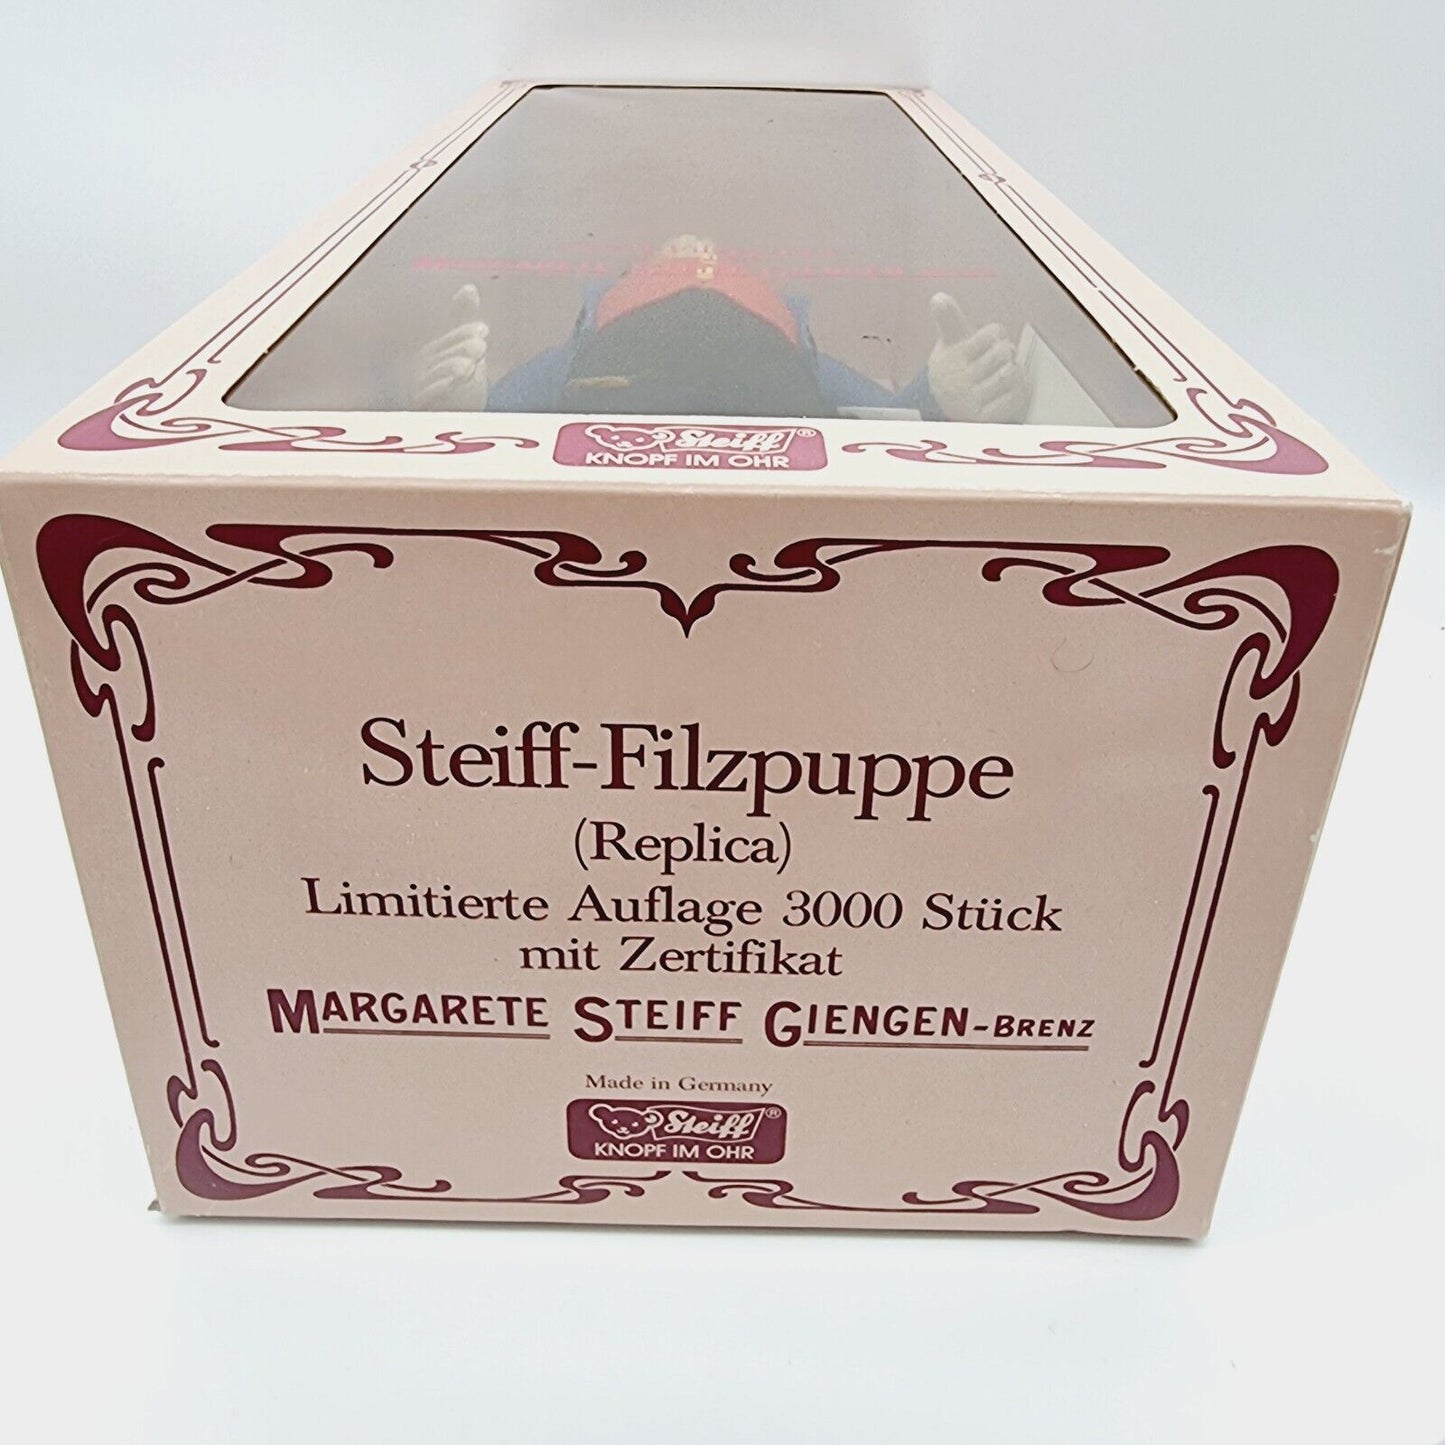 Steiff®
KNOPF IM OHR
Steiff-Filzpuppe
(Replica)
Limitierte Auflage 3000 Stück
mit Zertifikat
MARGARETE STEIFF GIENGEN-BRENZ
Made in Germany
Steiff®
KNOPF IM OHR